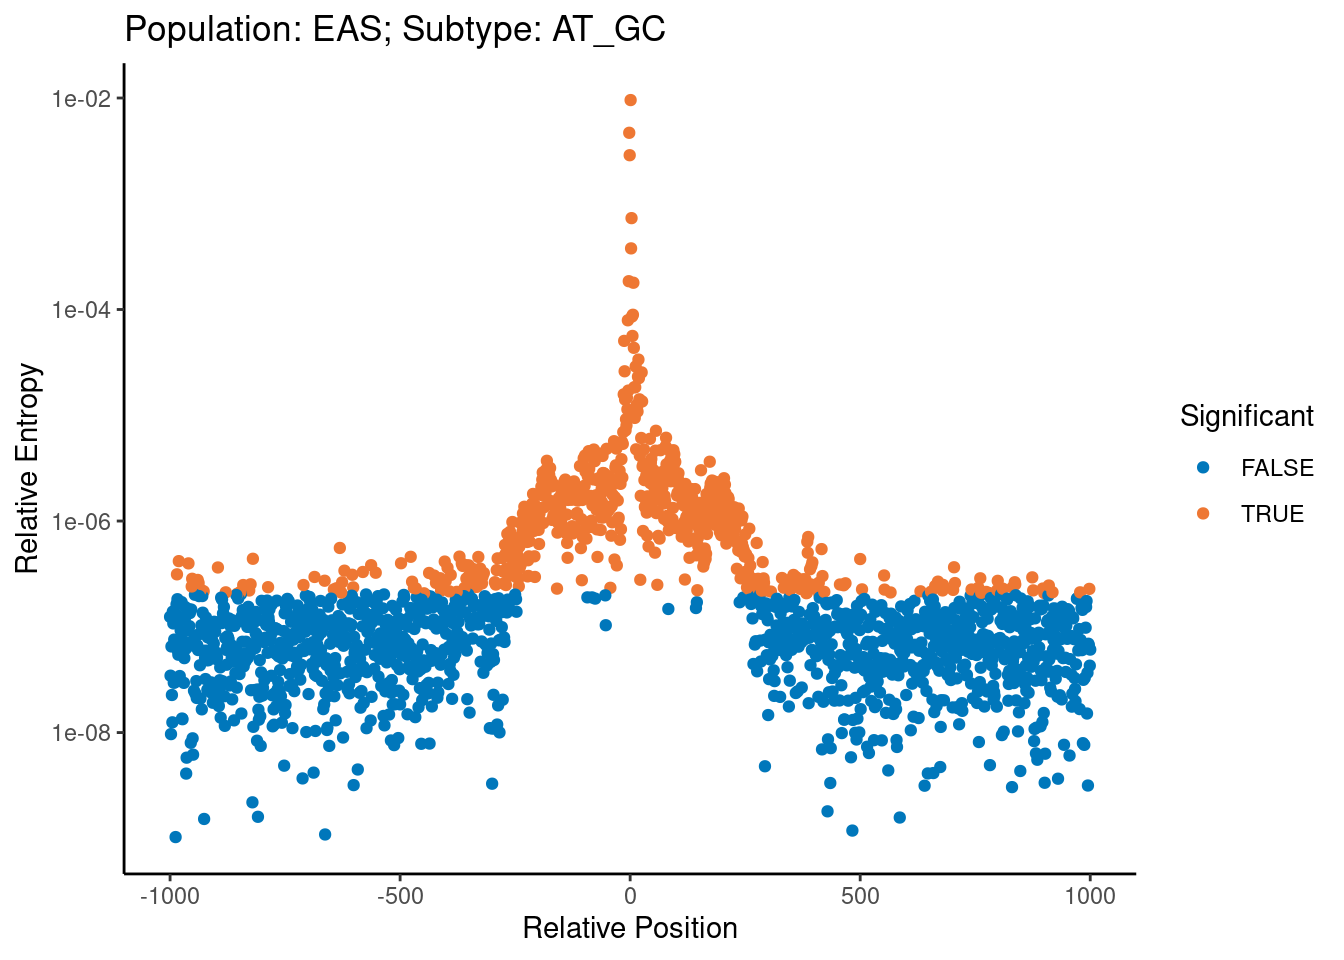 Population: EAS; Subtype: AT_GC
Relative Entropy
1e-02
1e-04
1e-06
1e-08
-1000
-500
0
500
1000
Relative Position
Significant
FALSE
TRUE